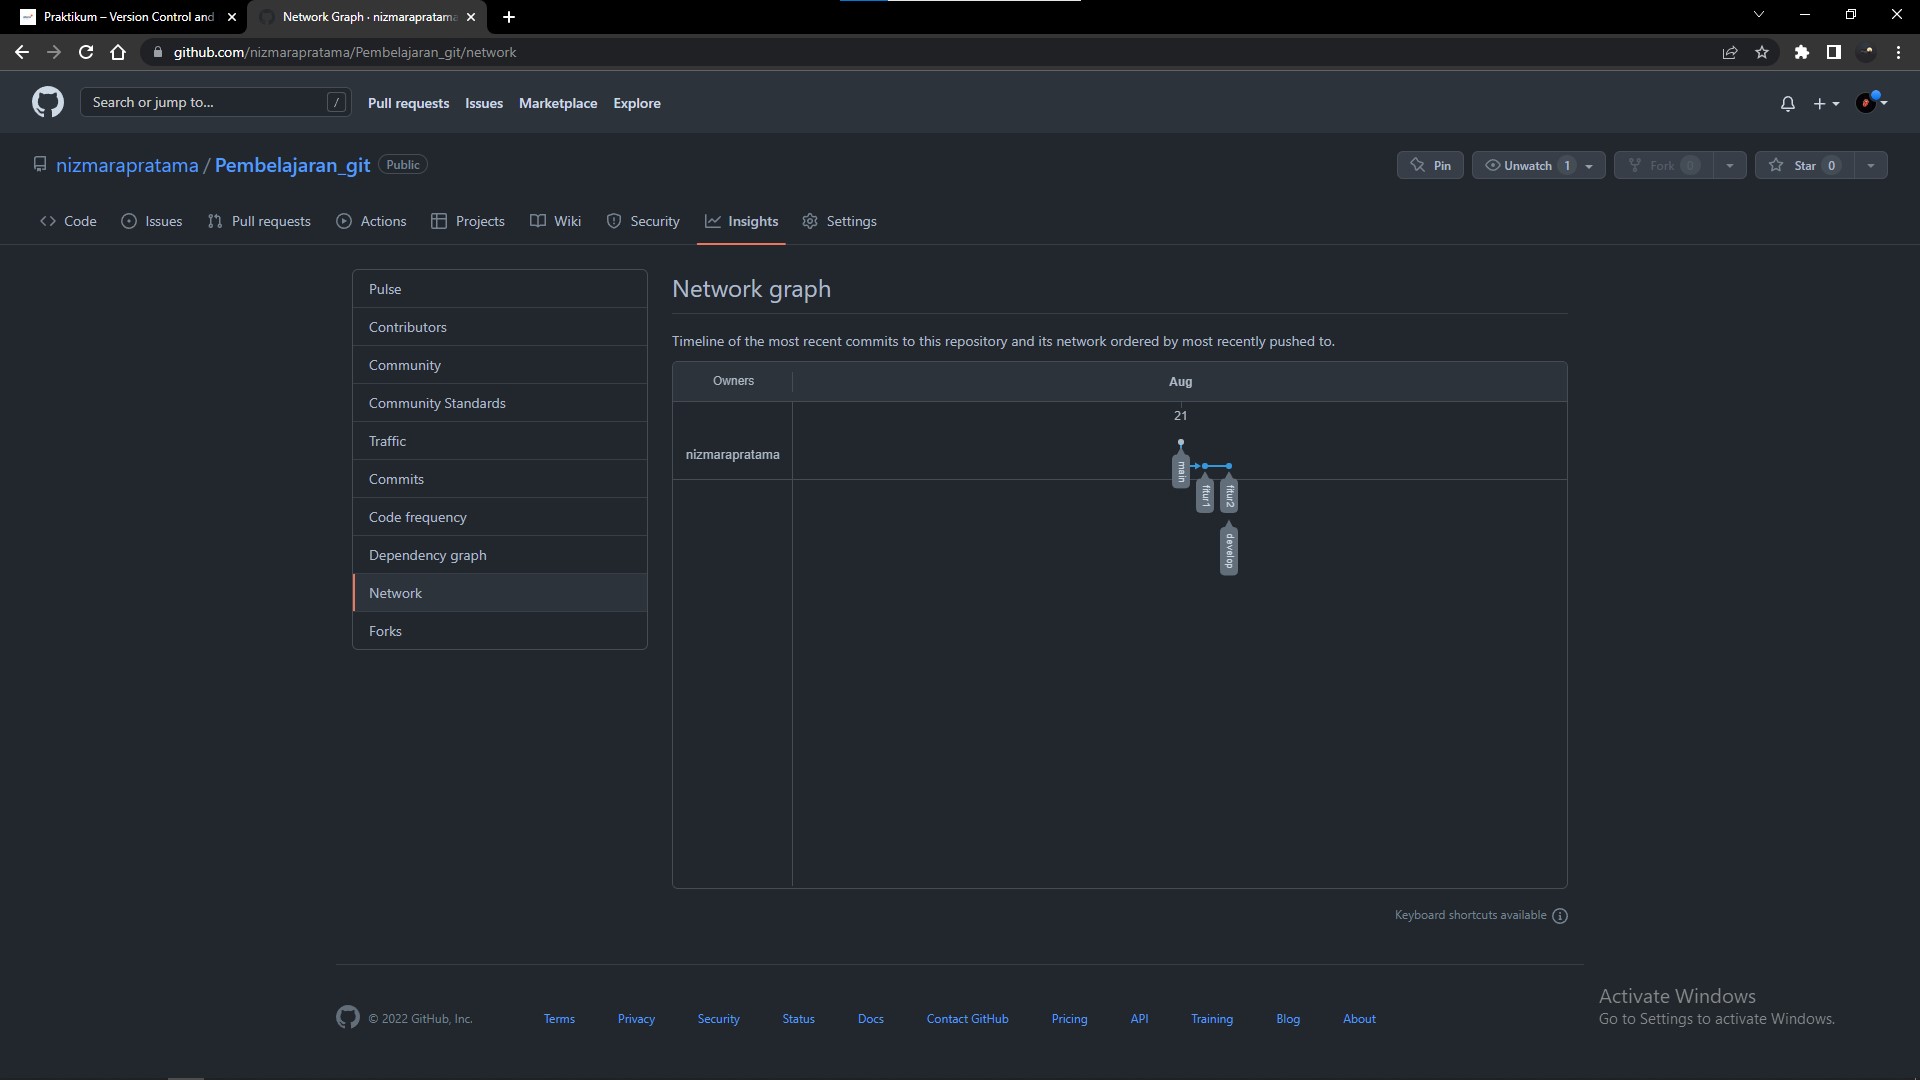 Praktikum – Version Control and
Network Graph · nizmarapratama
github.com/nizmarapratama/Pembelajaran_git/network
Search or jump to... /
Pull requests Issues Marketplace Explore
nizmarapratama / Pembelajaran_git Public
Pin Unwatch 1 Fork 0 Star 0
Code Issues Pull requests Actions Projects Wiki Security Insights Settings
Pulse
Contributors
Community
Community Standards
Traffic
Commits
Code frequency
Dependency graph
Network
Forks
Network graph
Timeline of the most recent commits to this repository and its network ordered by most recently pushed to.
Owners Aug
21
nizmarapratama
main
fitur1
fitur2
develop
Keyboard shortcuts available
© 2022 GitHub, Inc. Terms Privacy Security Status Docs Contact GitHub Pricing API Training Blog About
Activate Windows
Go to Settings to activate Windows.